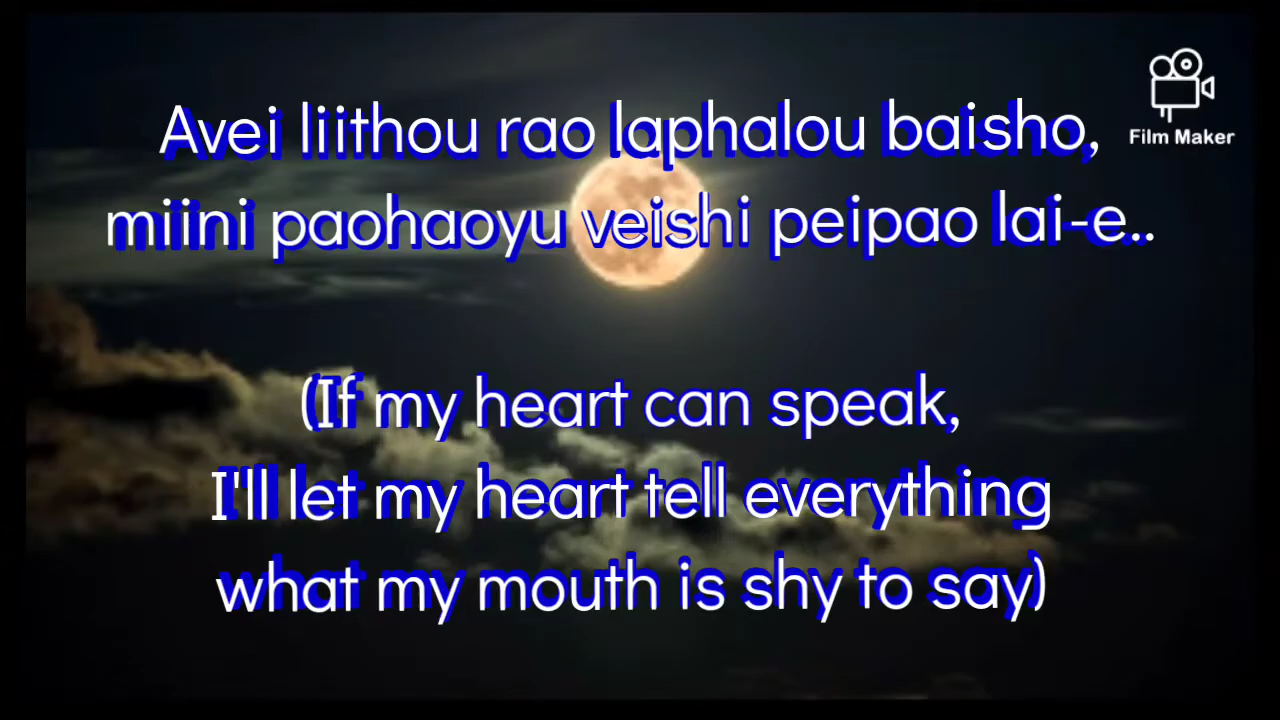 Avei liithou rao laphalou baisho,
Film Maker
miini paohaoyu veishi peipao lai-e..
(If my heart can speak,
I'll let my heart tell everything
what my mouth is shy to say)